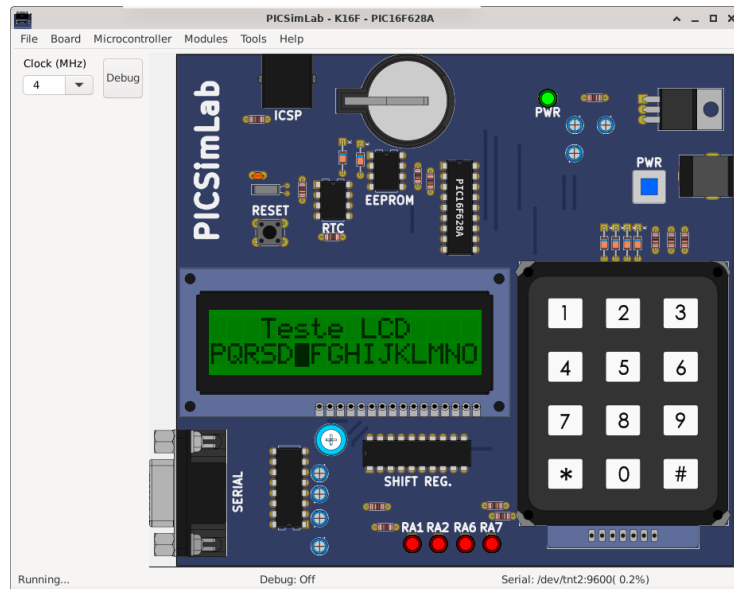 PICSimLab - K16F - PIC16F628A
File Board Microcontroller Modules Tools Help
Clock (MHz)
4
Debug
PICSimLab
ICSP
PWR
PWR
EEPROM
PIC16F628A
RESET
RTC
Teste LCD
PQRSD█FGHIJKLMNO
1 2 3
4 5 6
7 8 9
* 0 #
SERIAL
SHIFT REG.
RA1 RA2 RA6 RA7
Running...
Debug: Off
Serial: /dev/tnt2:9600( 0.2%)